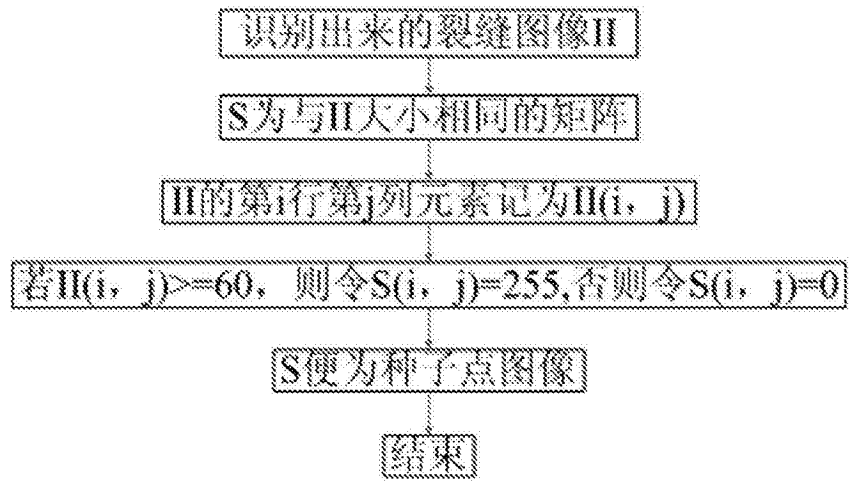 识别出来的裂缝图像II
S为与II大小相同的矩阵
II的第i行第j列元素记为II(i，j)
若II(i，j)>=60，则令S(i，j)=255,否则令S(i，j)=0
S便为种子点图像
结束